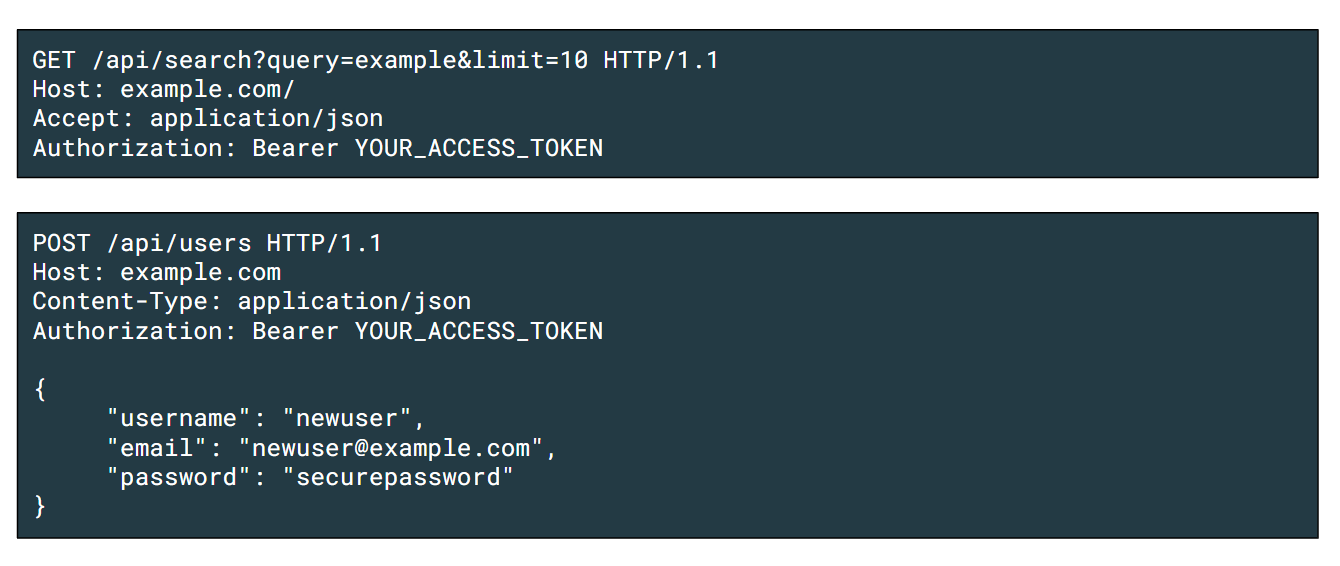 GET /api/search?query=example&limit=10 HTTP/1.1
Host: example.com/
Accept: application/json
Authorization: Bearer YOUR_ACCESS_TOKEN
POST /api/users HTTP/1.1
Host: example.com
Content-Type: application/json
Authorization: Bearer YOUR_ACCESS_TOKEN
{
"username": "newuser",
"email": "newuser@example.com",
"password": "securepassword"
}